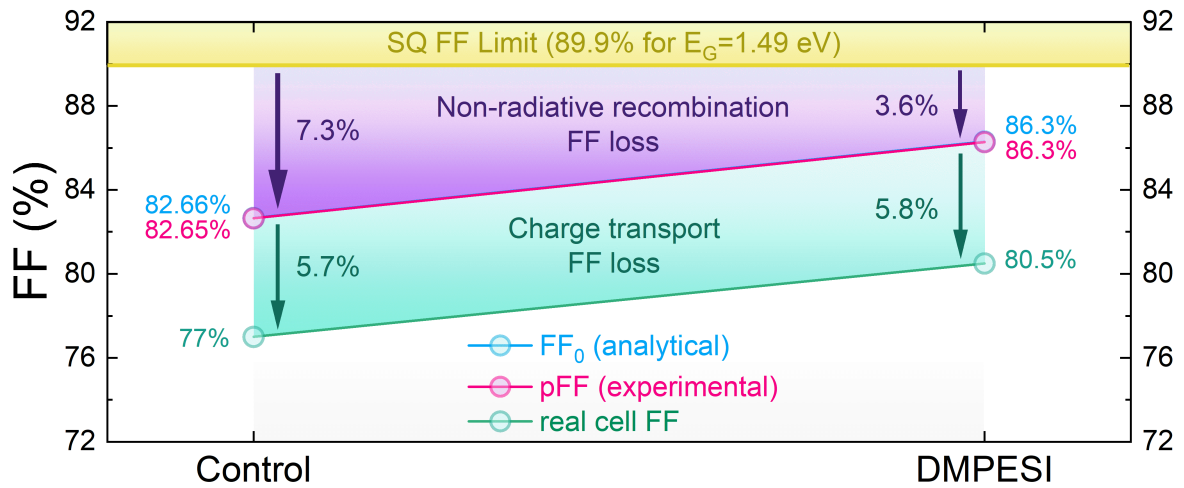 92
88
84
80
76
72
FF (%)
SQ FF Limit (89.9% for E_G=1.49 eV)
7.3%
Non-radiative recombination
FF loss
3.6%
86.3%
86.3%
82.66%
82.65%
5.7%
Charge transport
FF loss
5.8%
80.5%
77%
FF₀ (analytical)
pFF (experimental)
real cell FF
92
88
84
80
76
72
Control
DMPESI